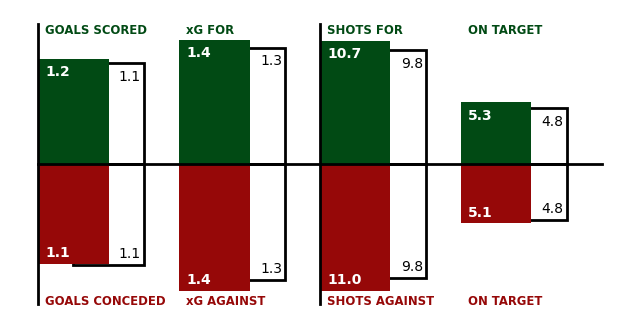 GOALS SCORED xG FOR SHOTS FOR ON TARGET
1.2 1.1 1.4 1.3 10.7 9.8 5.3 4.8
1.1 1.1 1.4 1.3 11.0 9.8 5.1 4.8
GOALS CONCEDED xG AGAINST SHOTS AGAINST ON TARGET